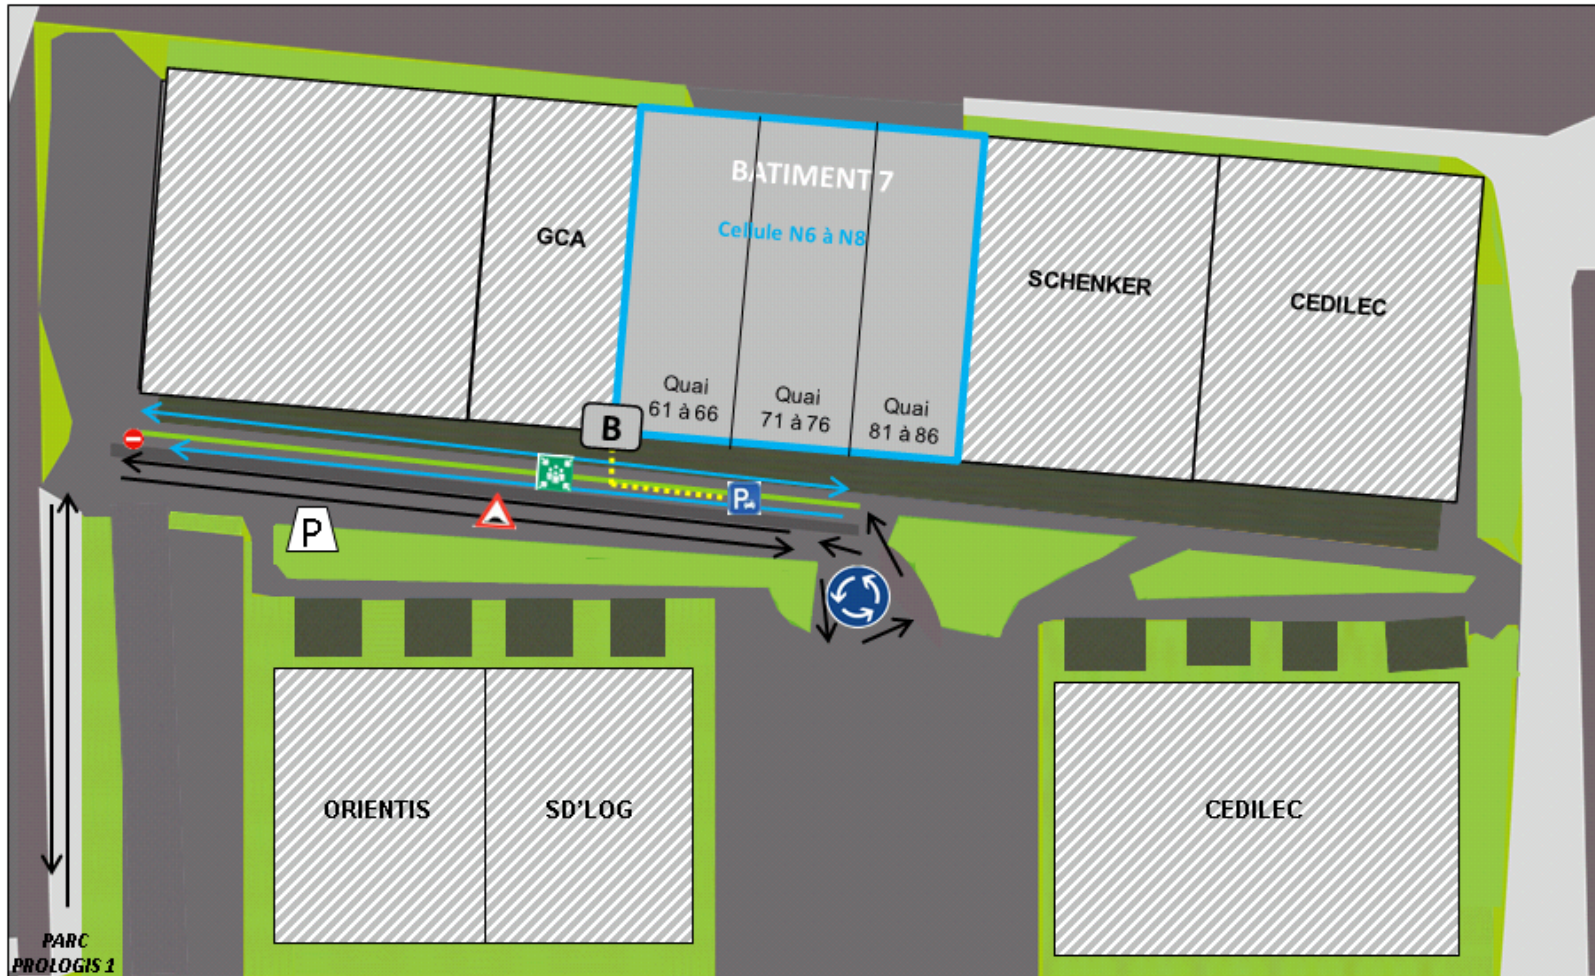 BATIMENT 7
Cellule N6 à N8
GCA
SCHENKER
CEDILEC
Quai
61 à 66
Quai
71 à 76
Quai
81 à 86
B
P
P
ORIENTIS
SD'LOG
CEDILEC
PARC
PROLOGIS 1